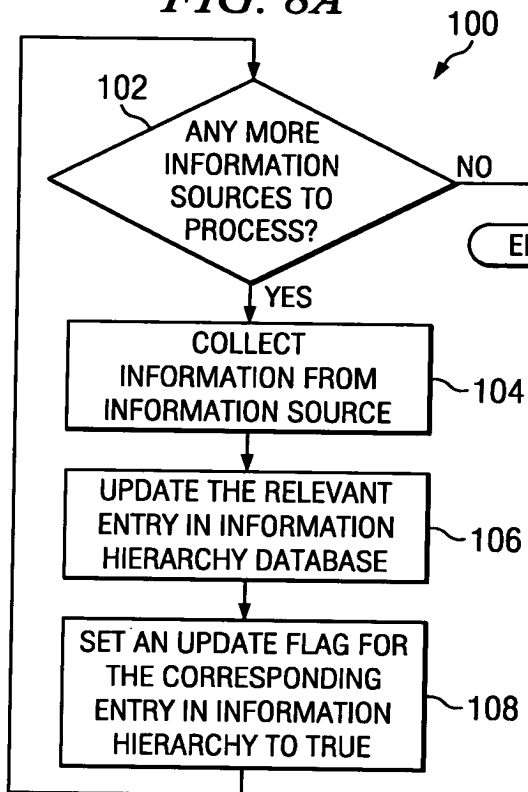 FIG. 8A
100
102
ANY MORE
INFORMATION
SOURCES TO
PROCESS?
NO
YES
COLLECT
INFORMATION FROM
INFORMATION SOURCE
104
UPDATE THE RELEVANT
ENTRY IN INFORMATION
HIERARCHY DATABASE
106
SET AN UPDATE FLAG FOR
THE CORRESPONDING
ENTRY IN INFORMATION
HIERARCHY TO TRUE
108